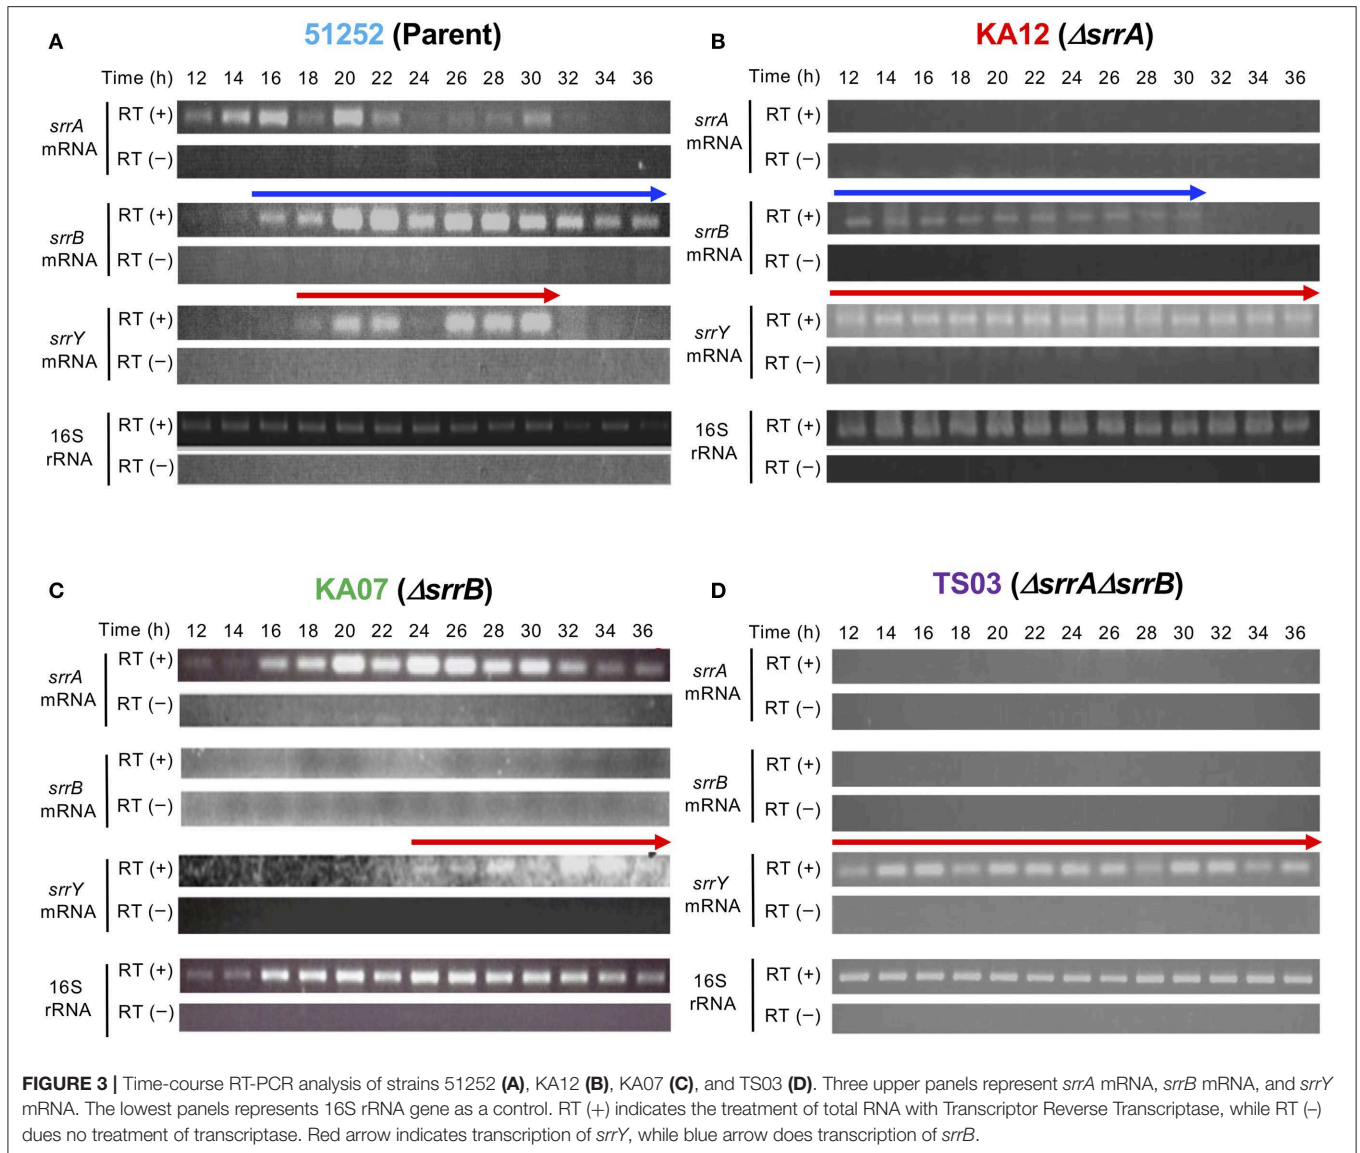 A
51252 (Parent)
Time (h) 12 14 16 18 20 22 24 26 28 30 32 34 36
srrA mRNA
RT (+)
RT (−)
srrB mRNA
RT (+)
RT (−)
srrY mRNA
RT (+)
RT (−)
16S rRNA
RT (+)
RT (−)
B
KA12 (ΔsrrA)
Time (h) 12 14 16 18 20 22 24 26 28 30 32 34 36
srrA mRNA
RT (+)
RT (−)
srrB mRNA
RT (+)
RT (−)
srrY mRNA
RT (+)
RT (−)
16S rRNA
RT (+)
RT (−)
C
KA07 (ΔsrrB)
Time (h) 12 14 16 18 20 22 24 26 28 30 32 34 36
srrA mRNA
RT (+)
RT (−)
srrB mRNA
RT (+)
RT (−)
srrY mRNA
RT (+)
RT (−)
16S rRNA
RT (+)
RT (−)
D
TS03 (ΔsrrAΔsrrB)
Time (h) 12 14 16 18 20 22 24 26 28 30 32 34 36
srrA mRNA
RT (+)
RT (−)
srrB mRNA
RT (+)
RT (−)
srrY mRNA
RT (+)
RT (−)
16S rRNA
RT (+)
RT (−)
FIGURE 3 | Time-course RT-PCR analysis of strains 51252 (A), KA12 (B), KA07 (C), and TS03 (D). Three upper panels represent srrA mRNA, srrB mRNA, and srrY
mRNA. The lowest panels represents 16S rRNA gene as a control. RT (+) indicates the treatment of total RNA with Transcriptor Reverse Transcriptase, while RT (–)
dues no treatment of transcriptase. Red arrow indicates transcription of srrY, while blue arrow does transcription of srrB.